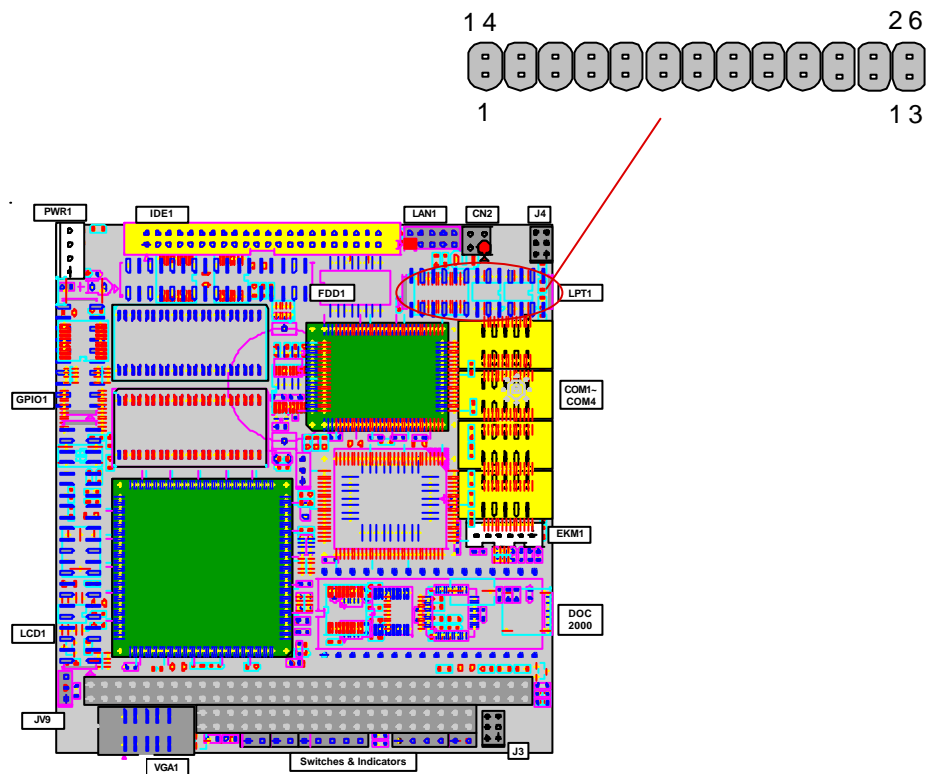 14 26
1 13
PWR1 IDE1 LAN1 CN2 J4
FDD1 LPT1
GPIO1 COM1~
COM4
EKM1
LCD1 DOC
2000
JV9 J3
VGA1 Switches & Indicators